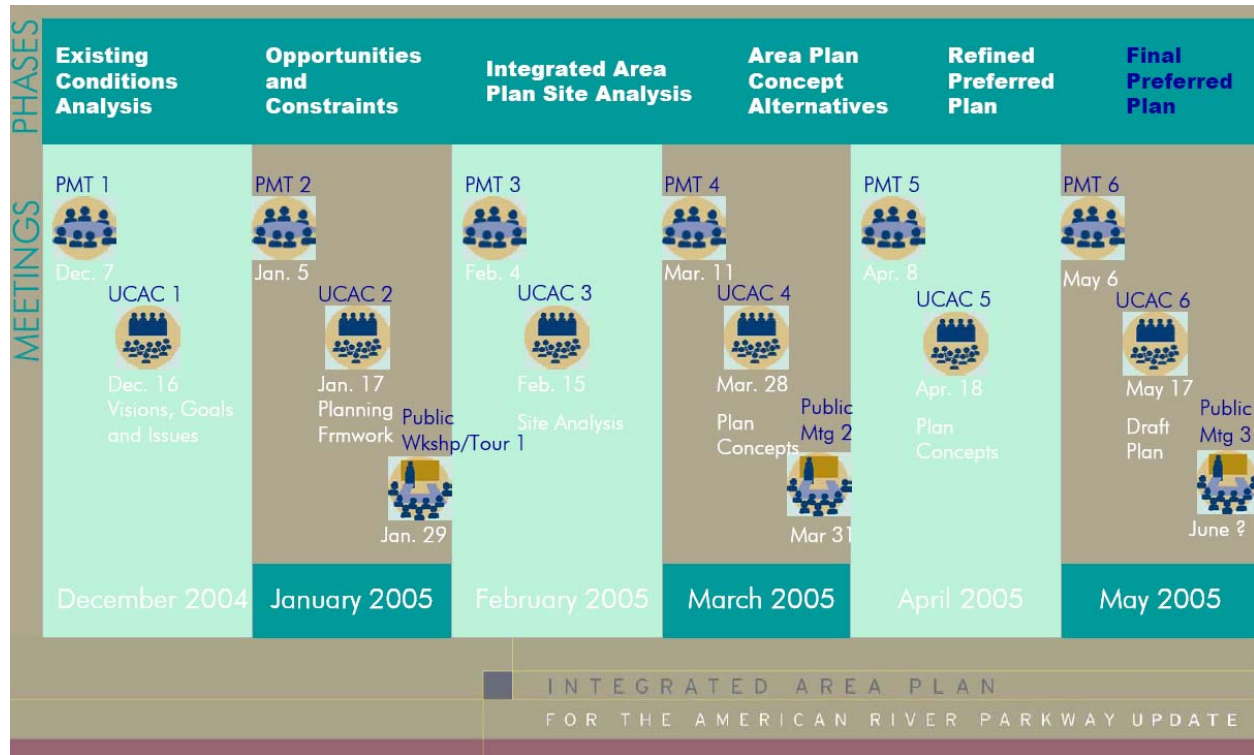 PHASES
Existing
Conditions
Analysis
Opportunities
and
Constraints
Integrated Area
Plan Site Analysis
Area Plan
Concept
Alternatives
Refined
Preferred
Plan
Final
Preferred
Plan
MEETINGS
PMT 1
Dec. 7
UCAC 1
Dec. 16
Visions, Goals
and Issues
PMT 2
Jan. 5
UCAC 2
Jan. 17
Planning
Frmwork
Public
Wkshp/Tour 1
Jan. 29
PMT 3
Feb. 4
UCAC 3
Feb. 15
Site Analysis
PMT 4
Mar. 11
UCAC 4
Mar. 28
Plan
Concepts
Public
Mtg 2
Mar 31
PMT 5
Apr. 8
UCAC 5
Apr. 18
Plan
Concepts
PMT 6
May 6
UCAC 6
May 17
Draft
Plan
Public
Mtg 3
June ?
December 2004
January 2005
February 2005
March 2005
April 2005
May 2005
INTEGRATED AREA PLAN
FOR THE AMERICAN RIVER PARKWAY UPDATE